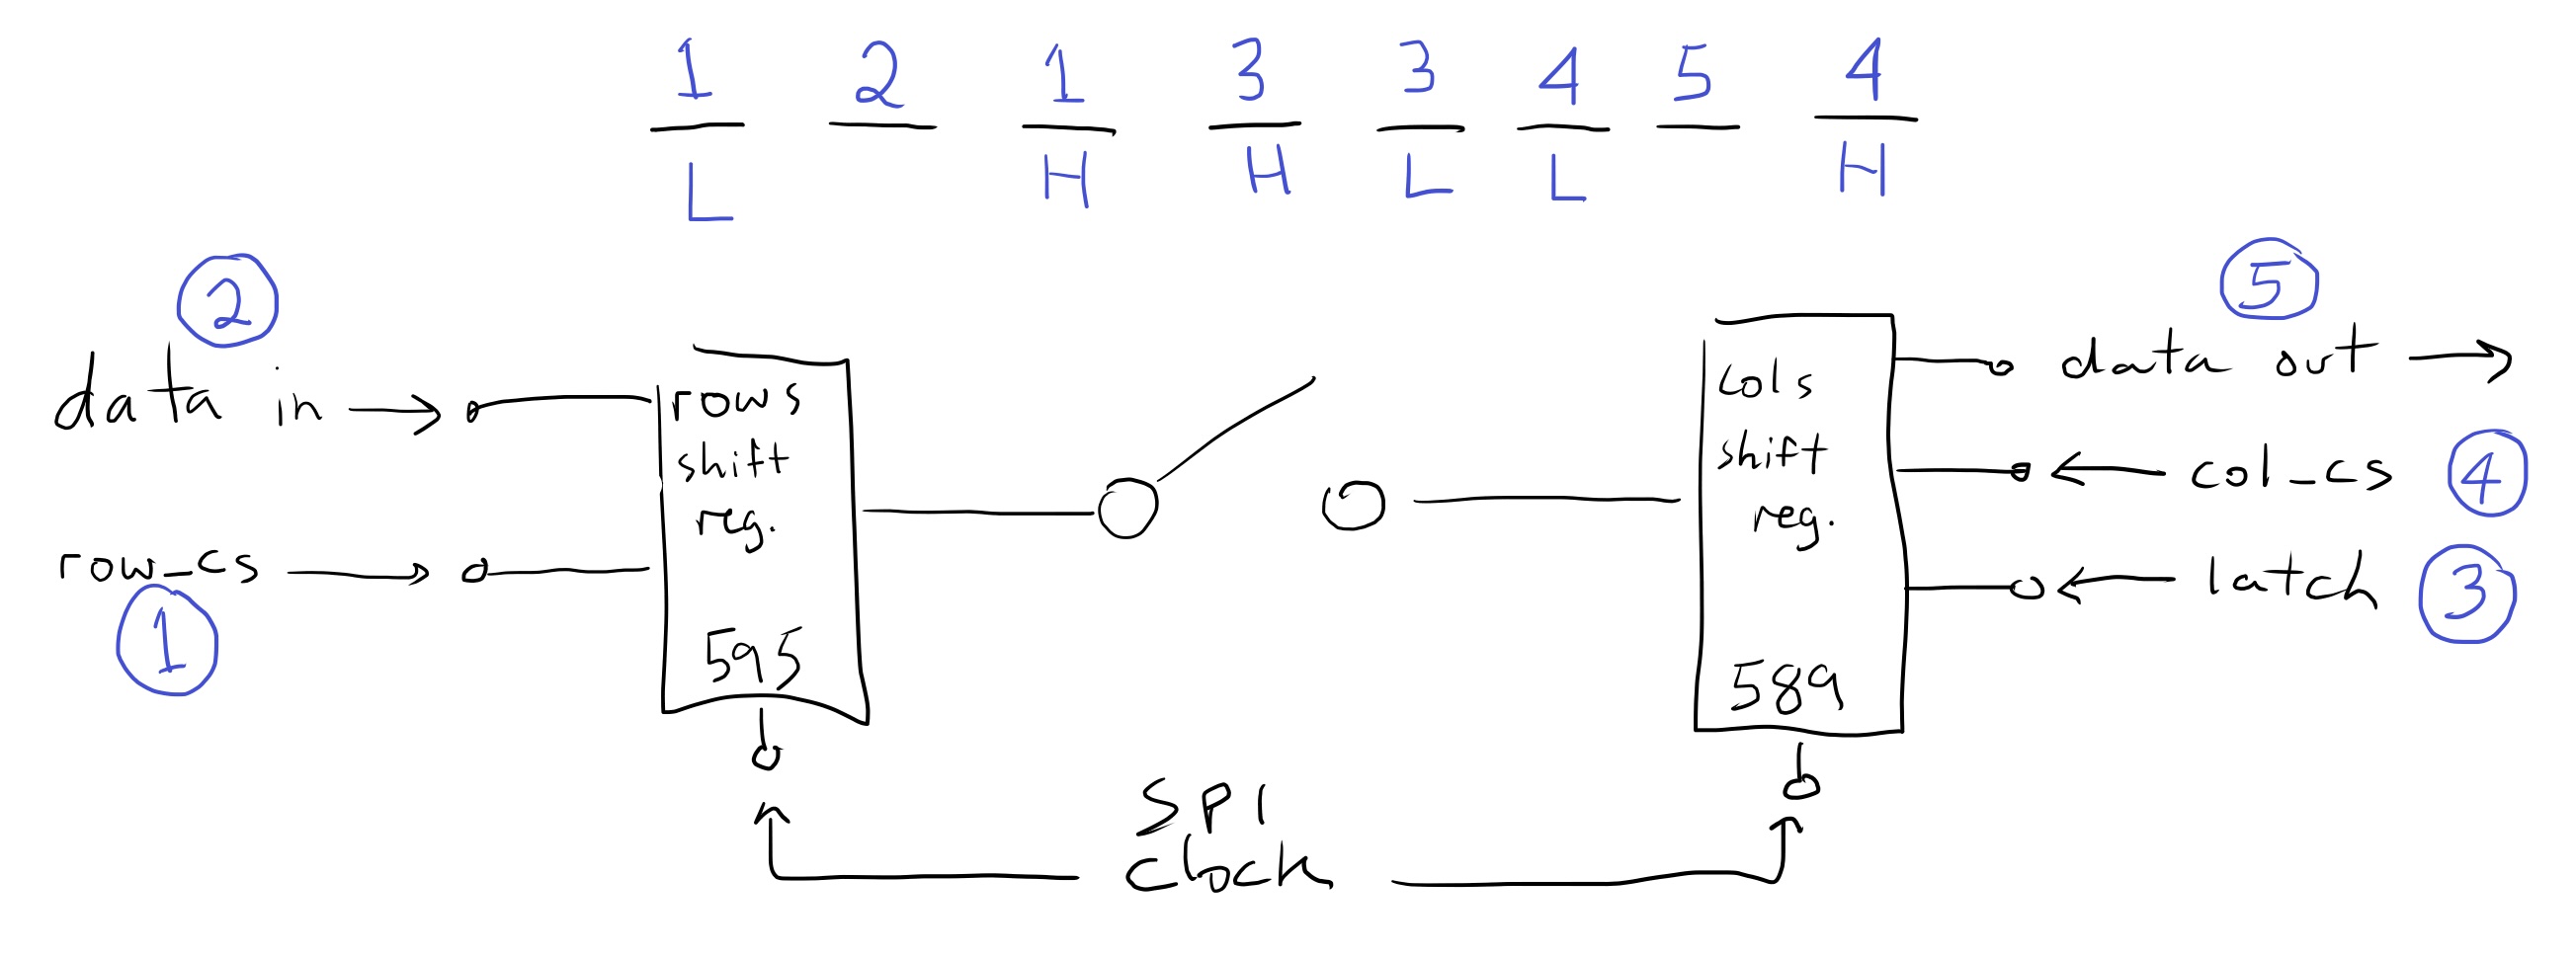 1 2 1 3 3 4 5 4
L H H L L H
2
data in
row_cs
1
rows
shift
reg.
595
cols
shift
reg.
589
5
data out
col_cs 4
latch 3
SPI
clock